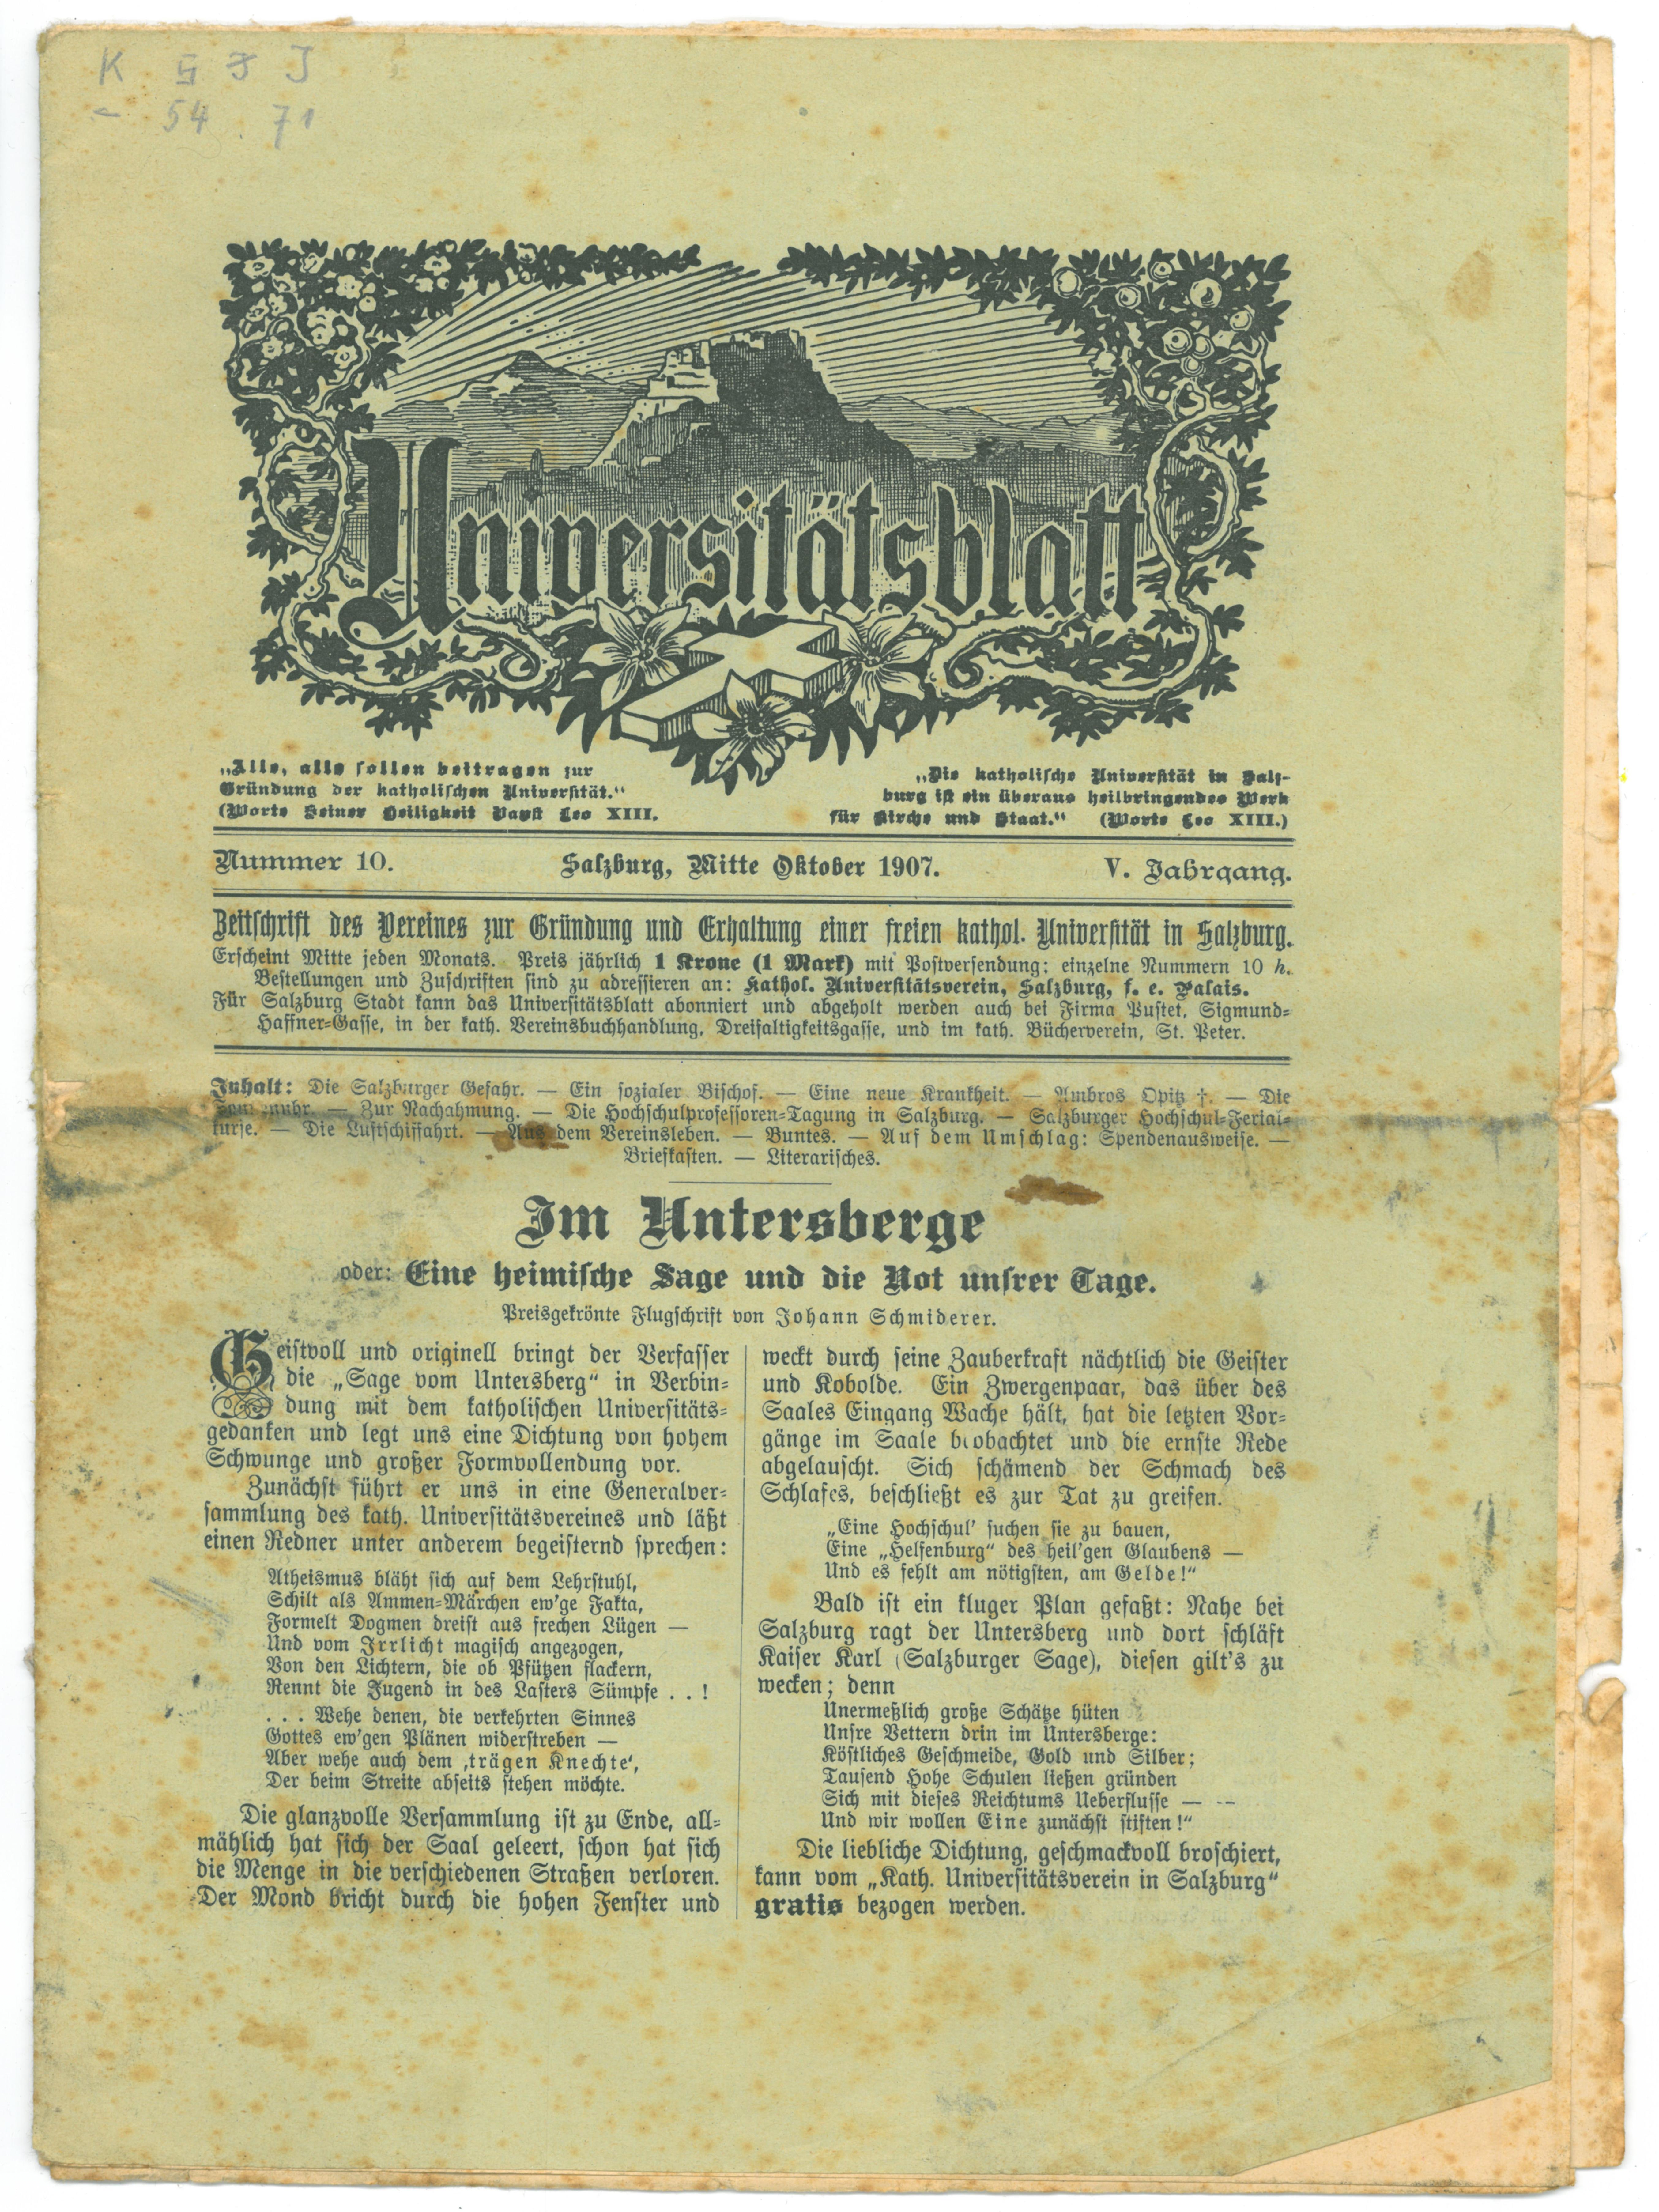 K G F J
– 54. 71
Universitätsblatt
„Alle, alle sollen beitragen zur
Gründung der katholischen Universität.“
(Worte Seiner Heiligkeit Papst Leo XIII.
„Die katholische Universität in Salz-
burg ist ein überaus heilbringendes Werk
für Kirche und Staat.“ (Worte Leo XIII.)
Nummer 10. Salzburg, Mitte Oktober 1907. V. Jahrgang.
Zeitschrift des Vereines zur Gründung und Erhaltung einer freien kathol. Universität in Salzburg.
Erscheint Mitte jeden Monats. Preis jährlich 1 Krone (1 Mark) mit Postversendung; einzelne Nummern 10 h.
Bestellungen und Zuschriften sind zu adressieren an: Kathol. Universitätsverein, Salzburg, f. e. Palais.
Für Salzburg Stadt kann das Universitätsblatt abonniert und abgeholt werden auch bei Firma Pustet, Sigmund-
Haffner-Gasse, in der kath. Vereinsbuchhandlung, Dreifaltigkeitsgasse, und im kath. Bücherverein, St. Peter.
Inhalt: Die Salzburger Gefahr. — Ein sozialer Bischof. — Eine neue Krankheit. — Ambros Opitz †. — Die
— Zur Nachahmung. — Die Hochschulprofessoren-Tagung in Salzburg. — Salzburger Hochschul-Ferial-
kurse. — Die Luftschiffahrt. — Aus dem Vereinsleben. — Buntes. — Auf dem Umschlag: Spendenausweise. —
Briefkasten. — Literarisches.
Im Untersberge
oder: Eine heimische Sage und die Not unsrer Tage.
Preisgekrönte Flugschrift von Johann Schmiderer.
Geistvoll und originell bringt der Verfasser
die „Sage vom Untersberg“ in Verbin-
dung mit dem katholischen Universitäts-
gedanken und legt uns eine Dichtung von hohem
Schwunge und großer Formvollendung vor.
Zunächst führt er uns in eine Generalver-
sammlung des kath. Universitätsvereines und läßt
einen Redner unter anderem begeisternd sprechen:
Atheismus bläht sich auf dem Lehrstuhl,
Schilt als Ammen-Märchen ew'ge Fakta,
Formelt Dogmen dreist aus frechen Lügen —
Und vom Irrlicht magisch angezogen,
Von den Lichtern, die ob Pfützen flackern,
Rennt die Jugend in des Lasters Sümpfe . . !
. . . Wehe denen, die verkehrten Sinnes
Gottes ew'gen Plänen widerstreben —
Aber wehe auch dem ‚trägen Knechte‘,
Der beim Streite abseits stehen möchte.
Die glanzvolle Versammlung ist zu Ende, all-
mählich hat sich der Saal geleert, schon hat sich
die Menge in die verschiedenen Straßen verloren.
Der Mond bricht durch die hohen Fenster und
weckt durch seine Zauberkraft nächtlich die Geister
und Kobolde. Ein Zwergenpaar, das über des
Saales Eingang Wache hält, hat die letzten Vor-
gänge im Saale beobachtet und die ernste Rede
abgelauscht. Sich schämend der Schmach des
Schlafes, beschließt es zur Tat zu greifen.
„Eine Hochschul' suchen sie zu bauen,
Eine „Helfenburg“ des heil'gen Glaubens —
Und es fehlt am nötigsten, am Gelde!“
Bald ist ein kluger Plan gefaßt: Nahe bei
Salzburg ragt der Untersberg und dort schläft
Kaiser Karl (Salzburger Sage), diesen gilt's zu
wecken; denn
Unermeßlich große Schätze hüten
Unsre Vettern drin im Untersberge:
Köstliches Geschmeide, Gold und Silber;
Tausend Hohe Schulen ließen gründen
Sich mit dieses Reichtums Ueberflusse — —
Und wir wollen Eine zunächst stiften!“
Die liebliche Dichtung, geschmackvoll broschiert,
kann vom „Kath. Universitätsverein in Salzburg“
gratis bezogen werden.